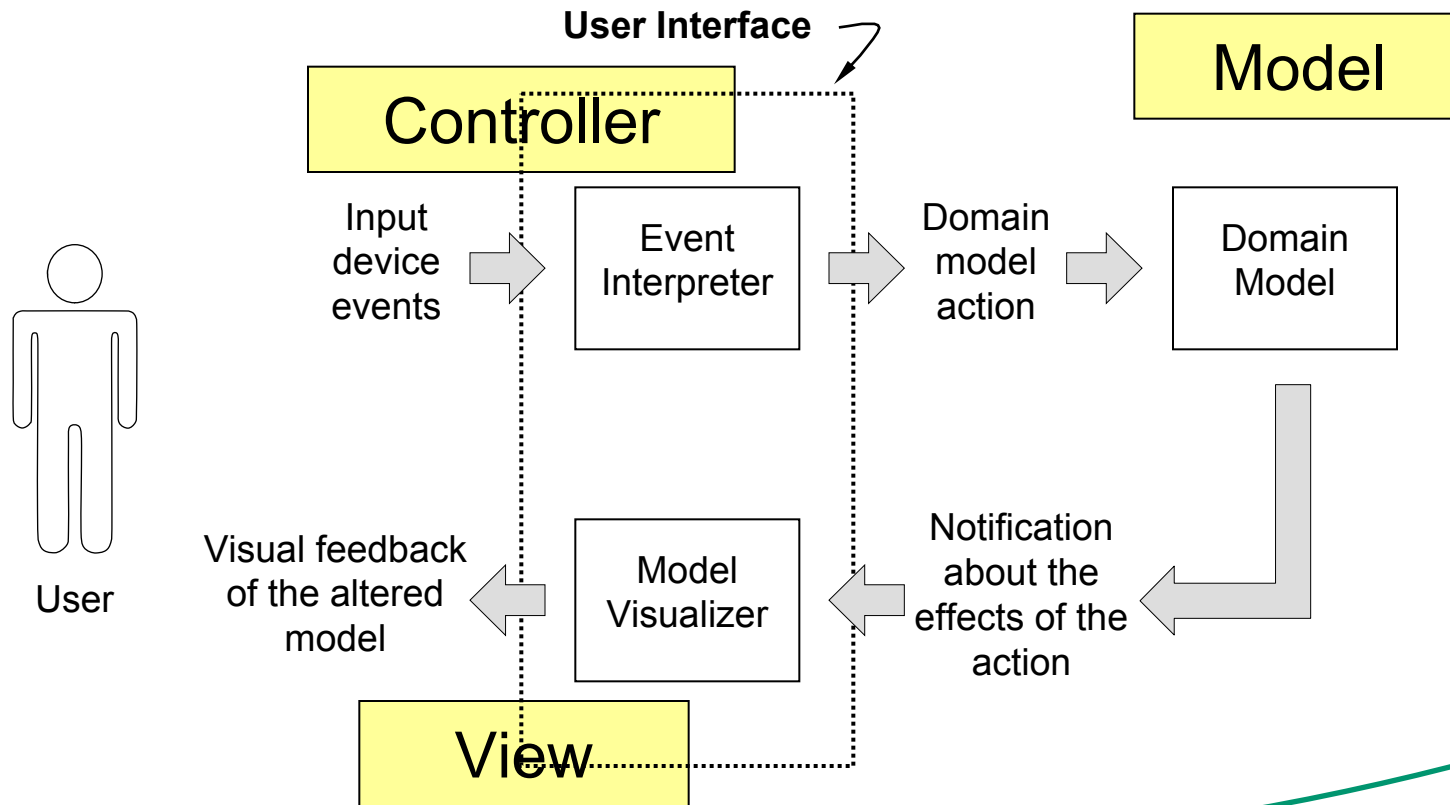 User Interface
Controller
Model
Input
device
events
Event
Interpreter
Domain
model
action
Domain
Model
User
Visual feedback
of the altered
model
Model
Visualizer
Notification
about the
effects of the
action
View